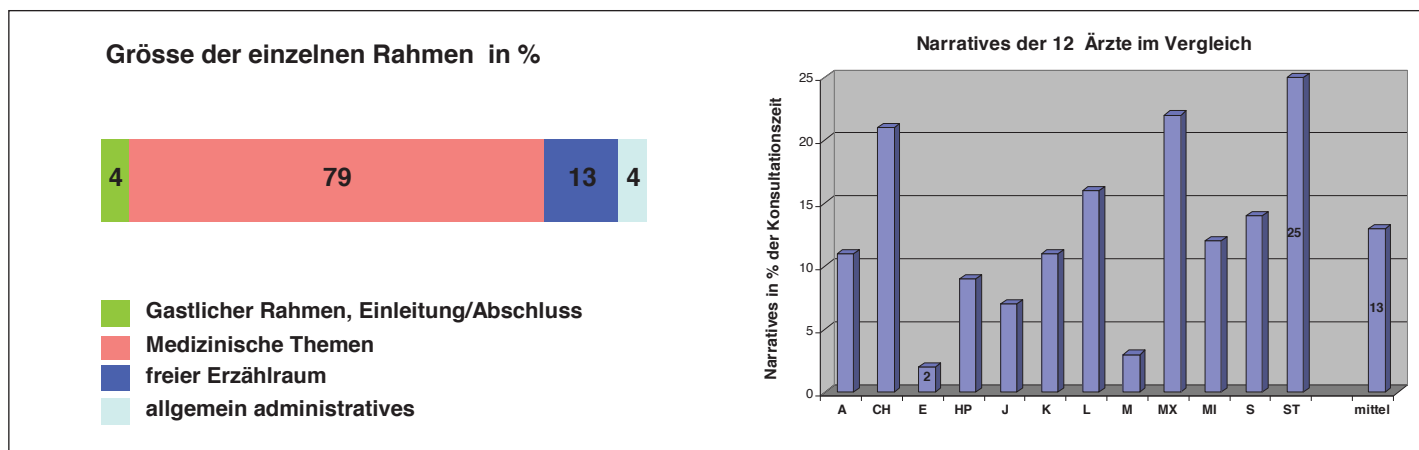 Grösse der einzelnen Rahmen in %
4 79 13 4
Gastlicher Rahmen, Einleitung/Abschluss
Medizinische Themen
freier Erzählraum
allgemein administratives
Narratives der 12 Ärzte im Vergleich
Narratives in % der Konsultationszeit
25
20
15
10
5
0
2
25
13
A CH E HP J K L M MX MI S ST mittel